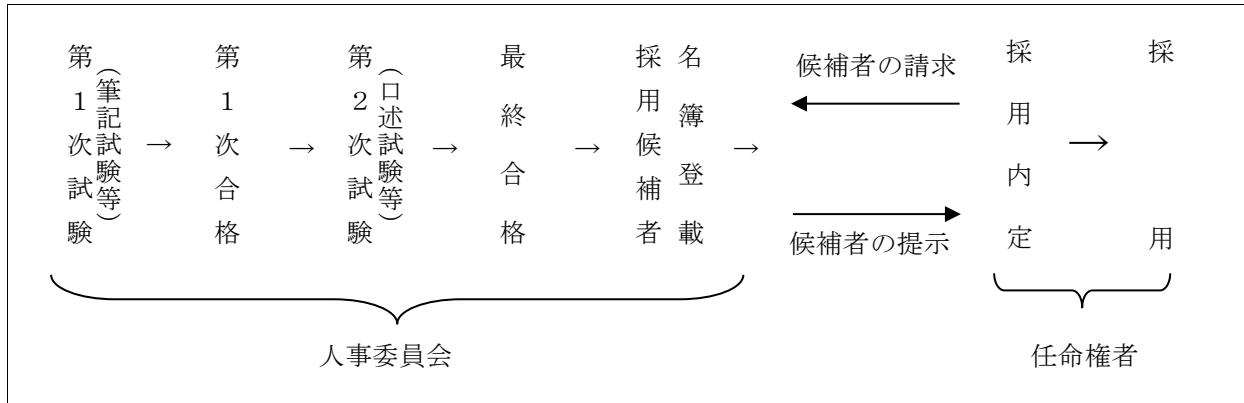 第１次試験
（筆記試験等）
→
第１次合格
→
第２次試験
（口述試験等）
→
最終合格
→
採用候補者
名簿登載
→
候補者の請求
候補者の提示
採用内定
→
採用
人事委員会
任命権者